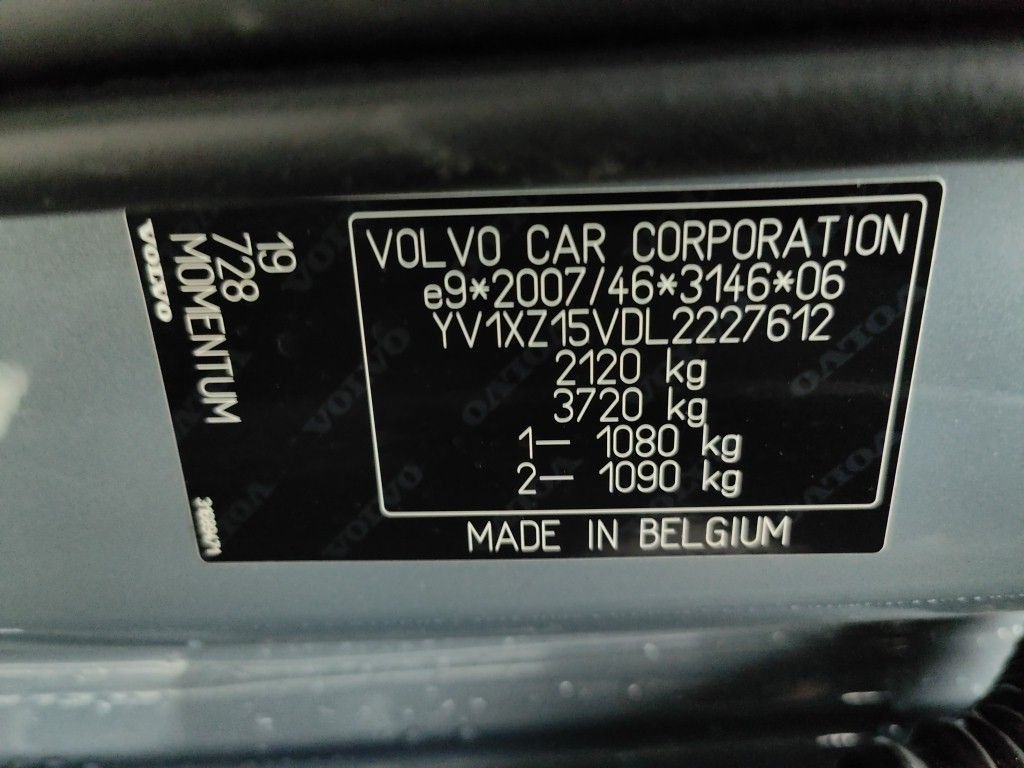 VOLVO CAR CORPORATION
e9*2007/46*3146*06
YV1XZ15VDL2227612
2120 kg
3720 kg
1– 1080 kg
2– 1090 kg
MADE IN BELGIUM
19
728
MOMENTUM
VOLVO